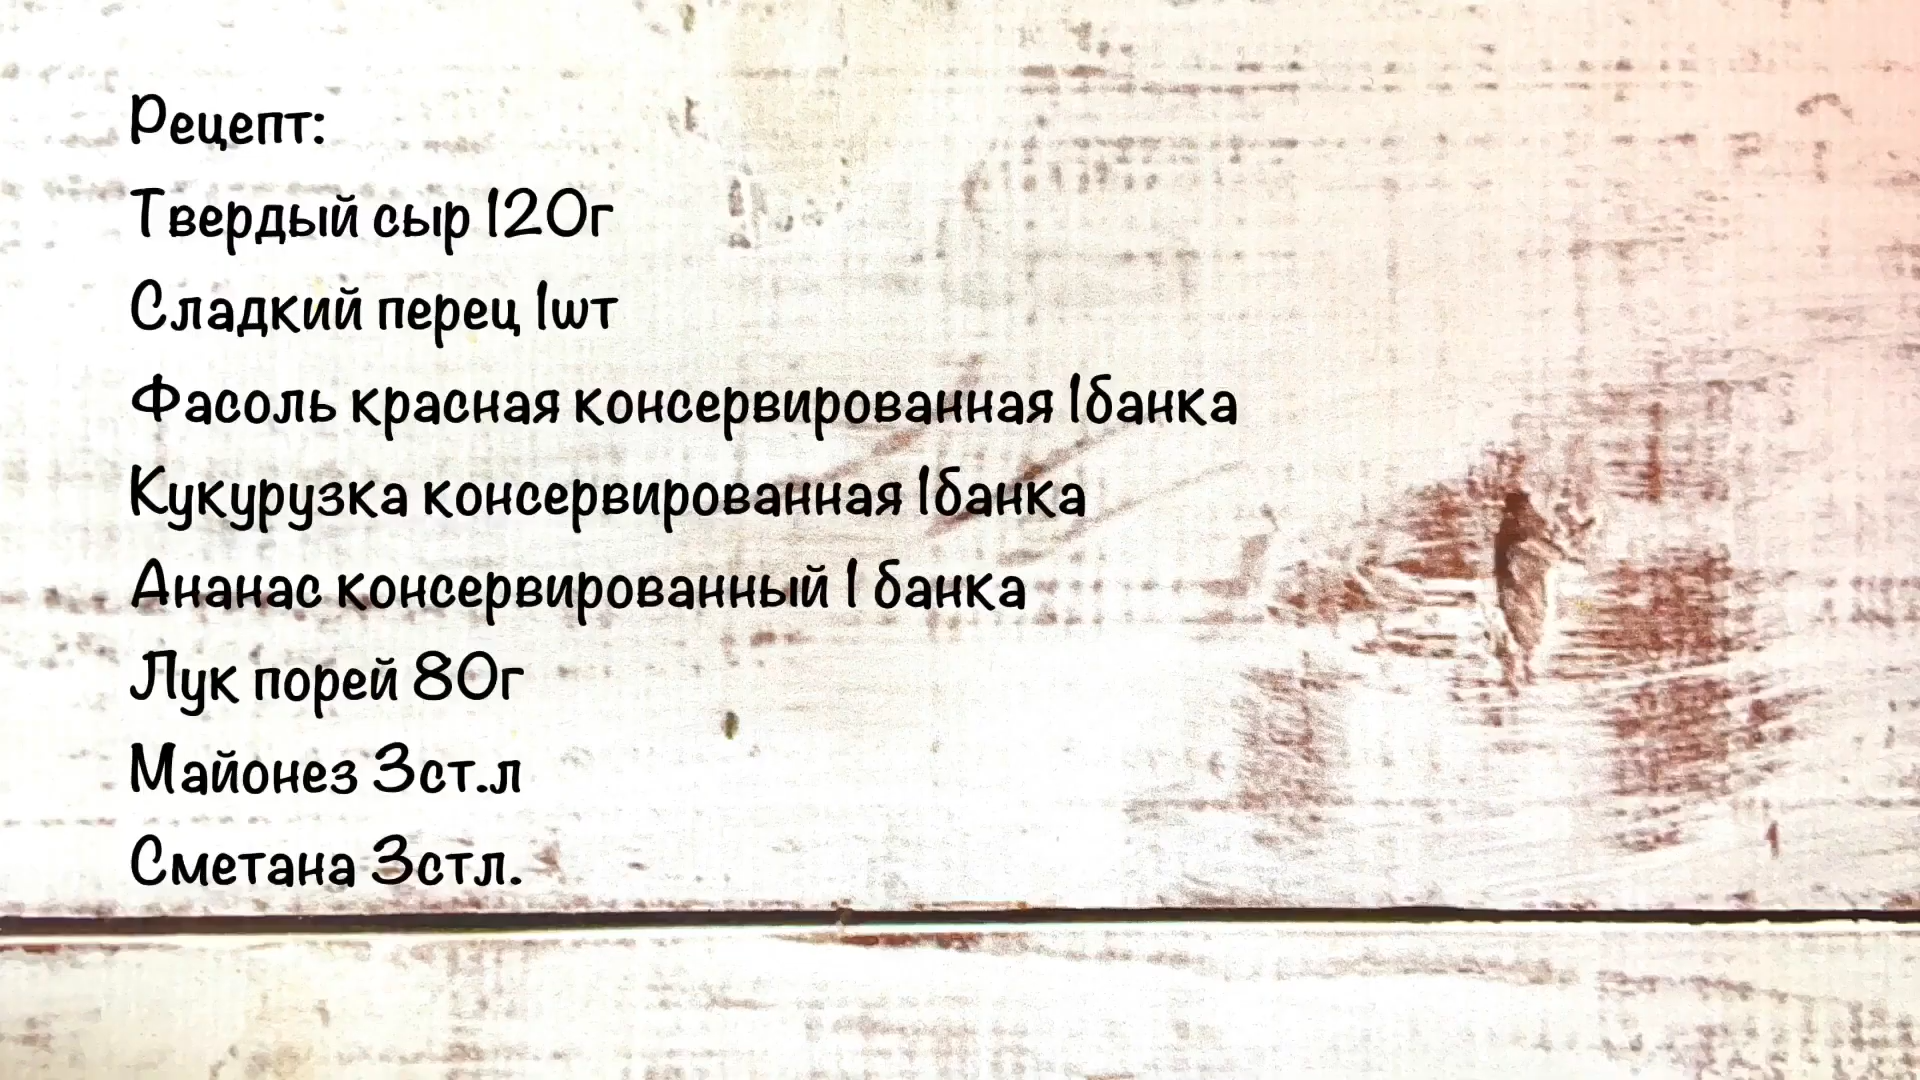 Рецепт:
Твердый сыр 120г
Сладкий перец 1шт
Фасоль красная консервированная 1банка
Кукурузка консервированная 1банка
Ананас консервированный 1 банка
Лук порей 80г
Майонез 3ст.л
Сметана 3стл.